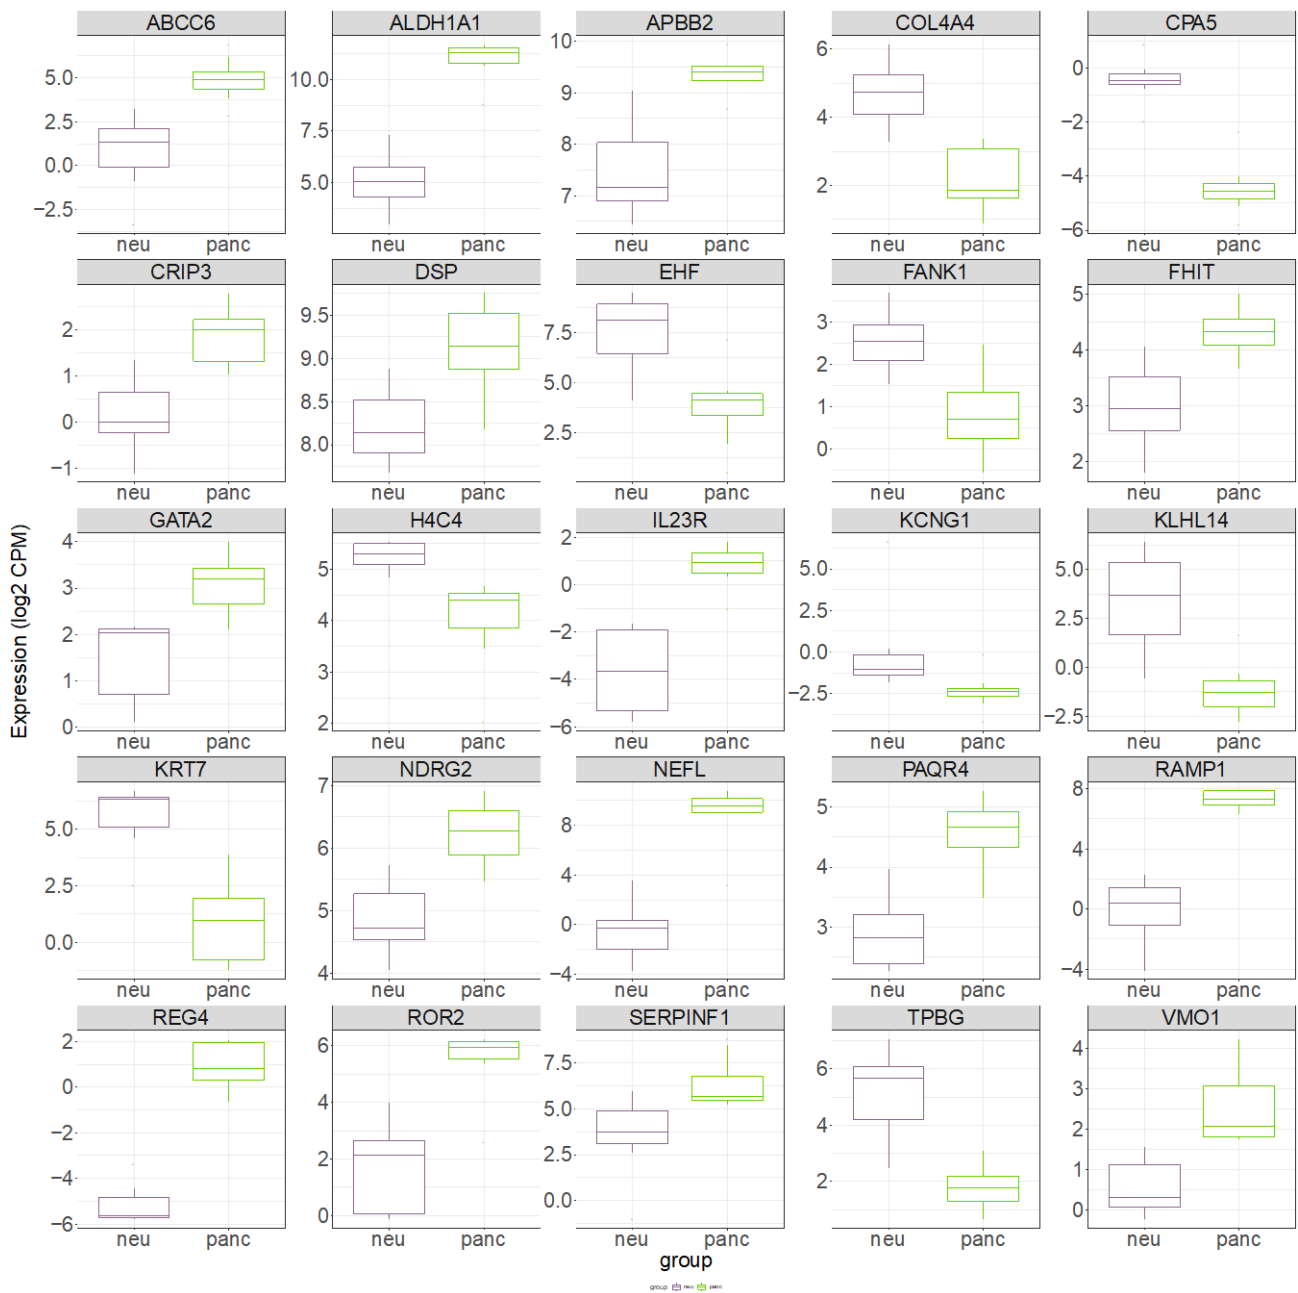 ABCC6 ALDH1A1 APBB2 COL4A4 CPA5
5.0 2.5 0.0 −2.5
10.0 7.5 5.0
10 9 8 7
6 4 2
0 −2 −4 −6
neu panc neu panc neu panc neu panc neu panc
CRIP3 DSP EHF FANK1 FHIT
2 1 0 −1
9.5 9.0 8.5 8.0
7.5 5.0 2.5
3 2 1 0
5 4 3 2
neu panc neu panc neu panc neu panc neu panc
Expression (log2 CPM)
GATA2 H4C4 IL23R KCNG1 KLHL14
4 3 2 1 0
5 4 3 2
2 0 −2 −4 −6
5.0 2.5 0.0 −2.5
5.0 2.5 0.0 −2.5
neu panc neu panc neu panc neu panc neu panc
KRT7 NDRG2 NEFL PAQR4 RAMP1
5.0 2.5 0.0
7 6 5 4
8 4 0 −4
5 4 3
8 4 0 −4
neu panc neu panc neu panc neu panc neu panc
REG4 ROR2 SERPINF1 TPBG VMO1
2 0 −2 −4 −6
6 4 2 0
7.5 5.0 2.5 0.0
6 4 2
4 3 2 1 0
neu panc neu panc neu panc neu panc neu panc
group
group neu panc